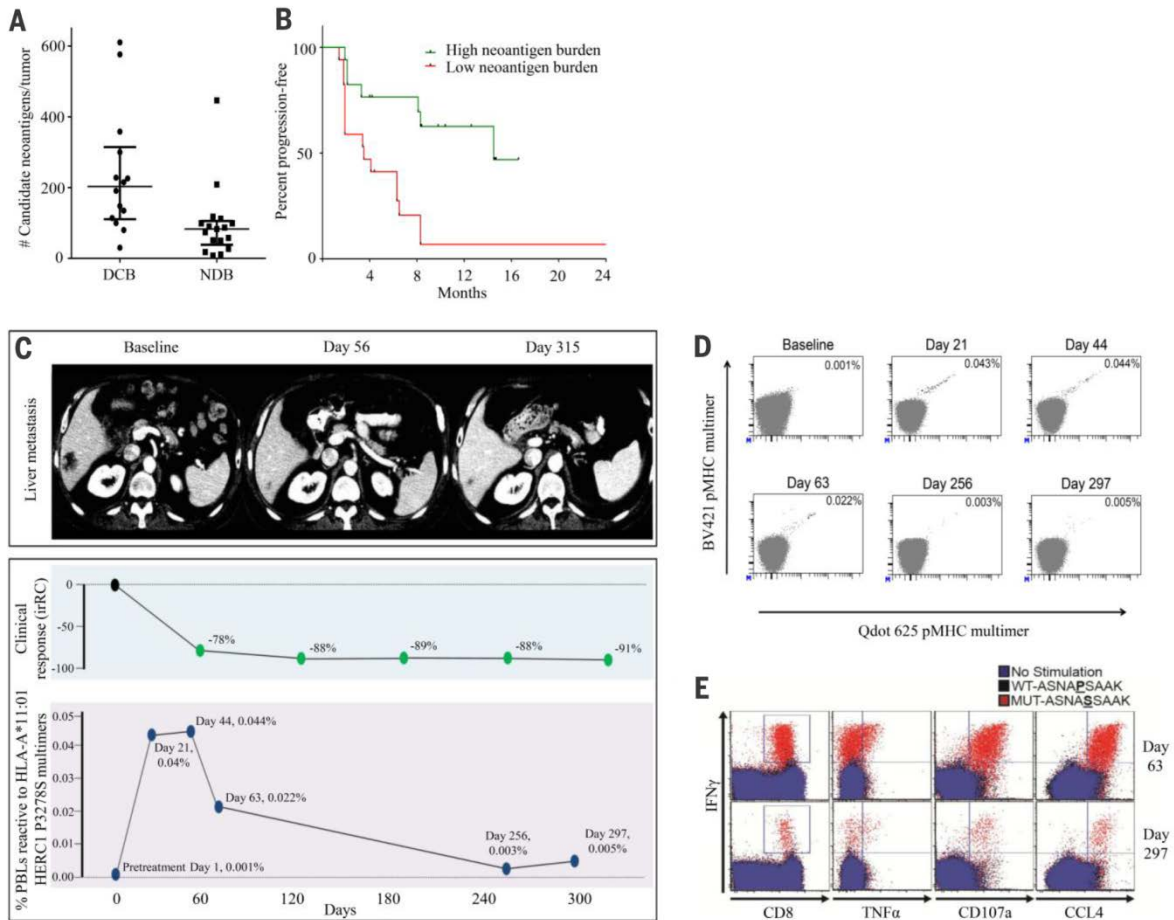 A
# Candidate neoantigens/tumor
600
400
200
0
DCB
NDB
B
Percent progression-free
100
50
0
High neoantigen burden
Low neoantigen burden
4
8
12
16
20
24
Months
C
Baseline
Day 56
Day 315
Liver metastasis
Clinical
response (irRC)
0
-50
-100
-78%
-88%
-89%
-88%
-91%
% PBLs reactive to HLA-A*11:01
HERC1 P3278S multimers
0.05
0.04
0.03
0.02
0.01
0.00
Day 44, 0.044%
Day 21,
0.04%
Day 63, 0.022%
Day 256,
0.003%
Day 297,
0.005%
Pretreatment Day 1, 0.001%
0
60
120
180
240
300
Days
D
BV421 pMHC multimer
Baseline
0.001%
Day 21
0.043%
Day 44
0.044%
Day 63
0.022%
Day 256
0.003%
Day 297
0.005%
Qdot 625 pMHC multimer
E
No Stimulation
WT-ASNAPSAAK
MUT-ASNASSAAK
IFNγ
Day
63
Day
297
CD8
TNFα
CD107a
CCL4